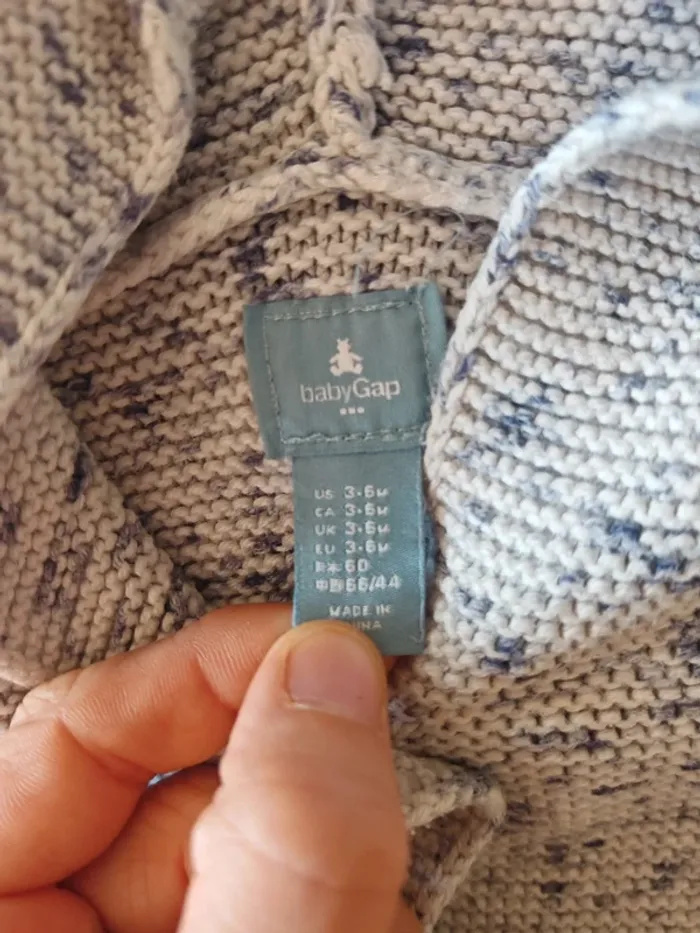 babyGap
US 3-6M
CA 3-6M
UK 3-6M
EU 3-6M
60
66/44
MADE IN